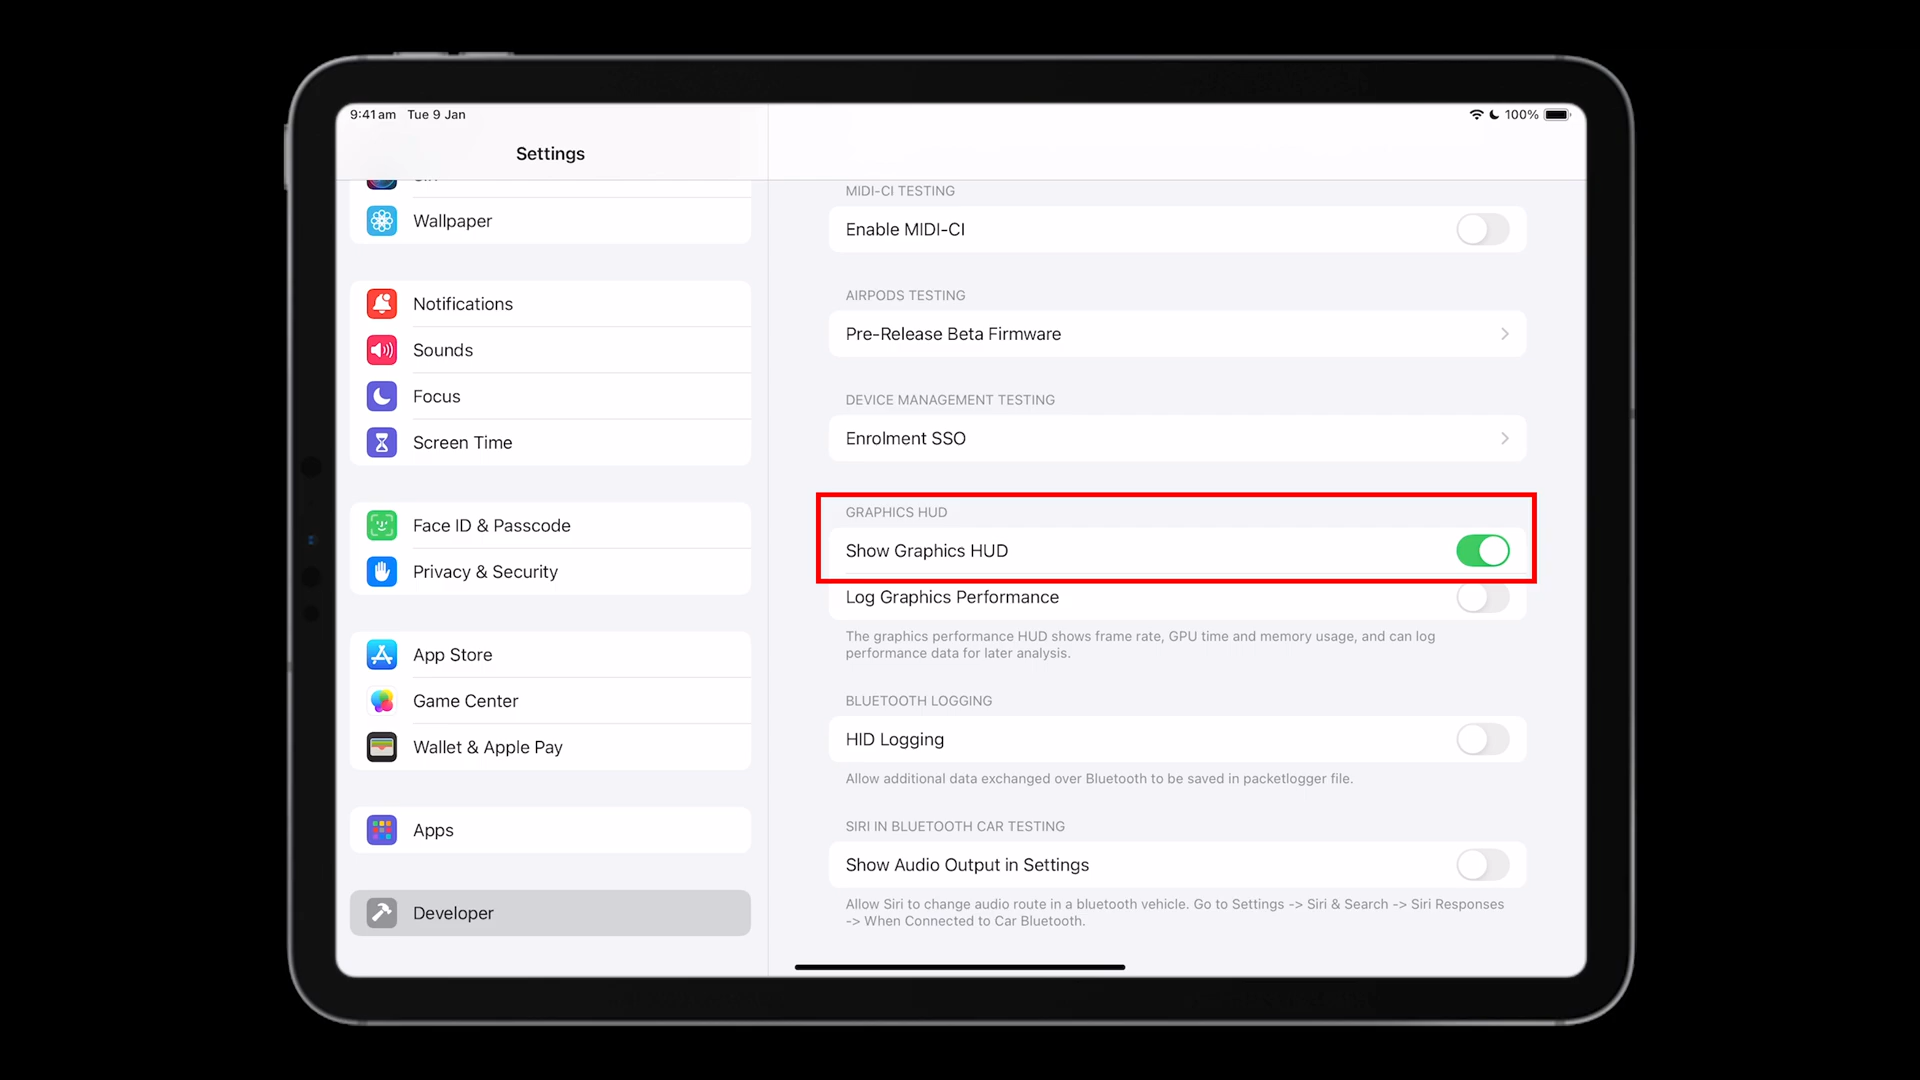 9:41am Tue 9 Jan
100%
Settings
Wallpaper
Notifications
Sounds
Focus
Screen Time
Face ID & Passcode
Privacy & Security
App Store
Game Center
Wallet & Apple Pay
Apps
Developer
MIDI-CI TESTING
Enable MIDI-CI
AIRPODS TESTING
Pre-Release Beta Firmware
DEVICE MANAGEMENT TESTING
Enrolment SSO
GRAPHICS HUD
Show Graphics HUD
Log Graphics Performance
The graphics performance HUD shows frame rate, GPU time and memory usage, and can log
performance data for later analysis.
BLUETOOTH LOGGING
HID Logging
Allow additional data exchanged over Bluetooth to be saved in packetlogger file.
SIRI IN BLUETOOTH CAR TESTING
Show Audio Output in Settings
Allow Siri to change audio route in a bluetooth vehicle. Go to Settings -> Siri & Search -> Siri Responses
-> When Connected to Car Bluetooth.